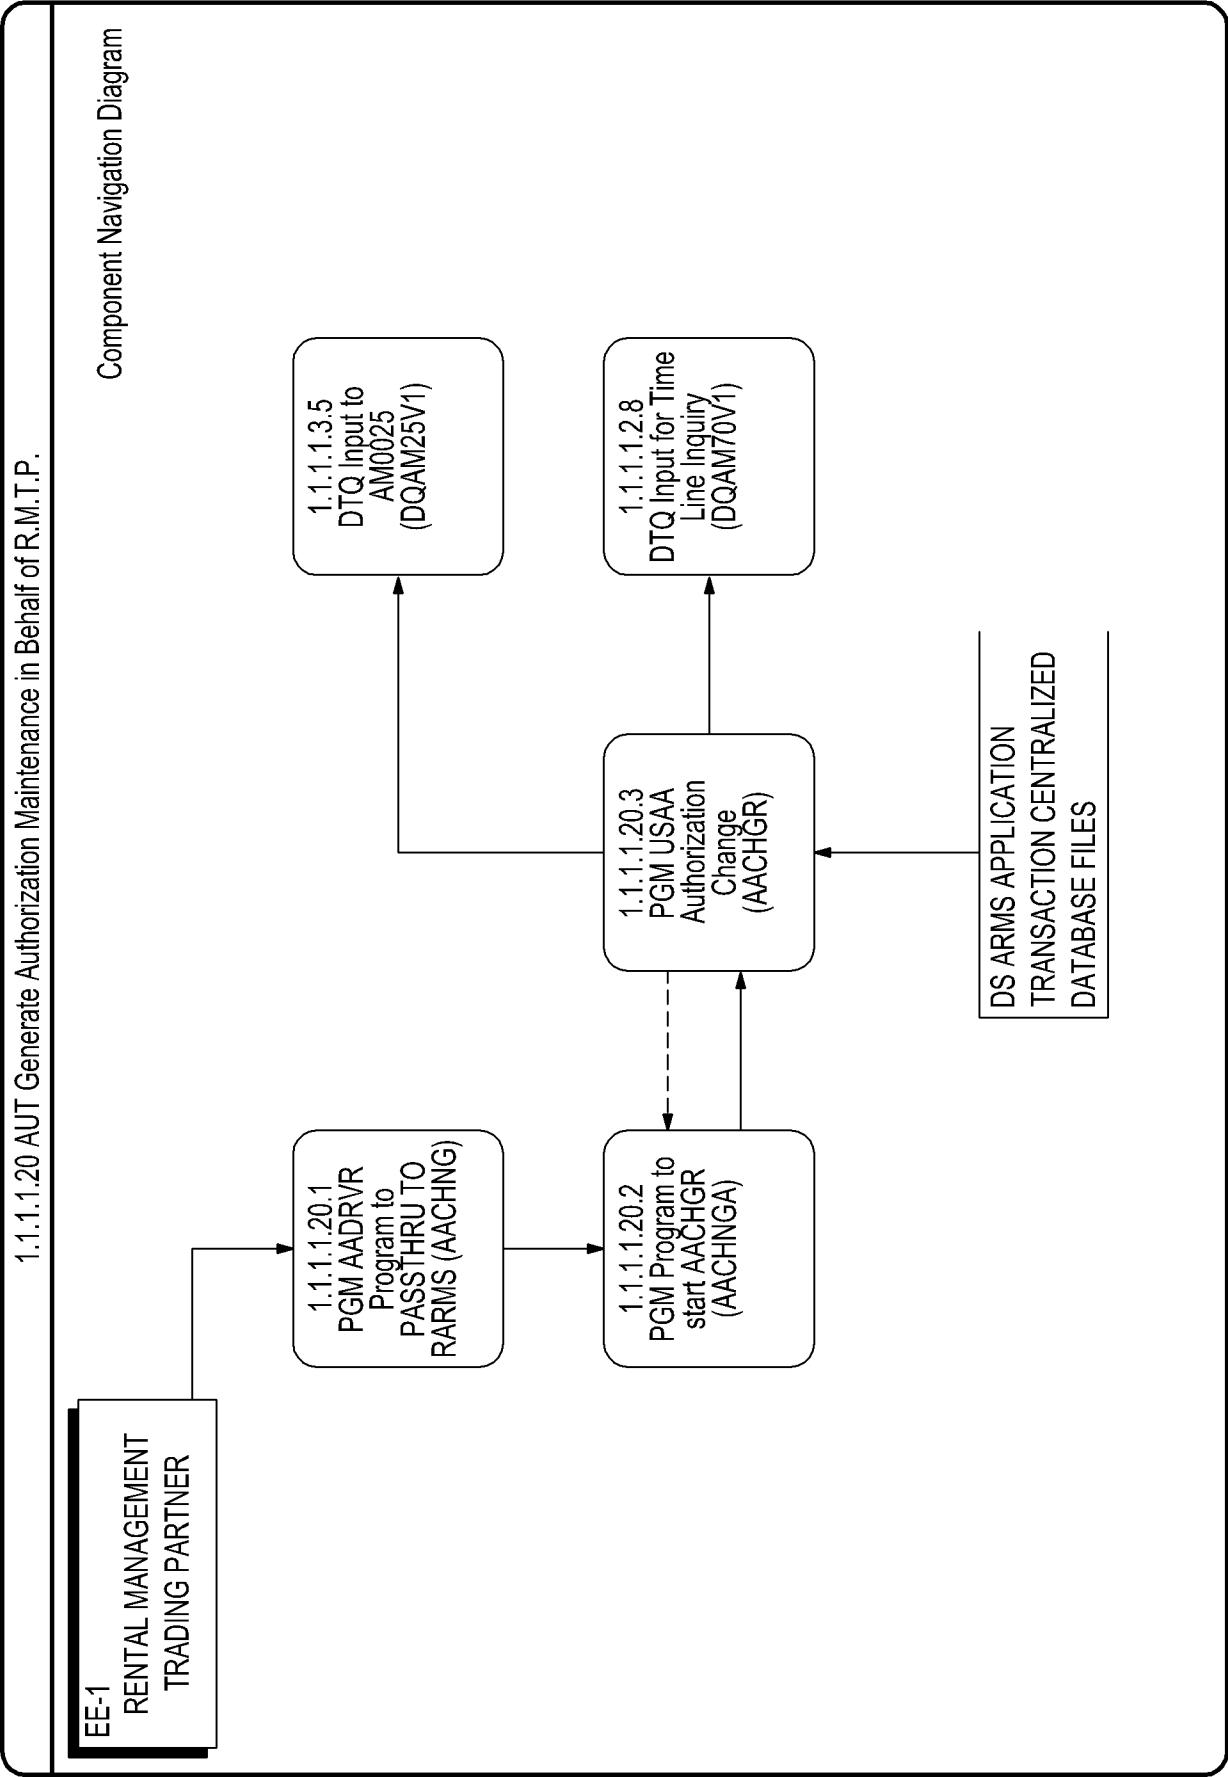 1.1.1.1.20 AUT Generate Authorization Maintenance in Behalf of R.M.T.P.
Component Navigation Diagram
EE-1
RENTAL MANAGEMENT
TRADING PARTNER
1.1.1.1.20.1
PGM AADRVR
Program to
PASSTHRU TO
RARMS (AACHNG)
1.1.1.1.20.2
PGM Program to
start AACHGR
(AACHNGA)
1.1.1.1.20.3
PGM USAA
Authorization
Change
(AACHGR)
1.1.1.1.3.5
DTQ Input to
AM0025
(DQAM25V1)
1.1.1.1.2.8
DTQ Input for Time
Line Inquiry
(DQAM70V1)
DS ARMS APPLICATION
TRANSACTION CENTRALIZED
DATABASE FILES